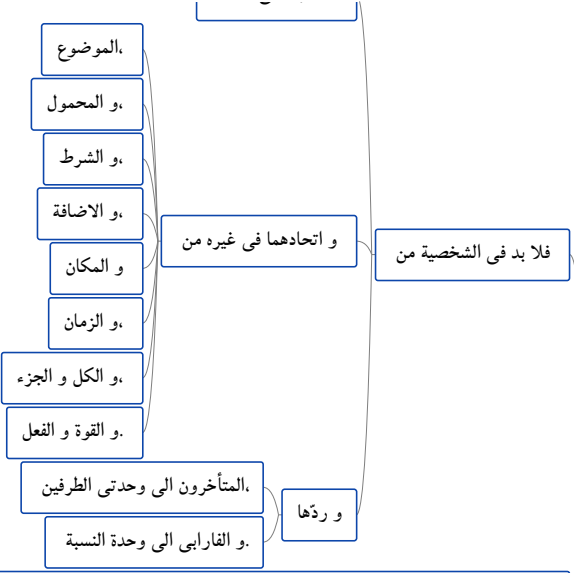 فلا بد فى الشخصية من
و اتحادهما فى غيره من
الموضوع،
و المحمول،
و الشرط،
و الاضافة،
و المكان
و الزمان،
و الكل و الجزء،
و القوة و الفعل.
و ردّها
المتأخرون الى وحدتى الطرفين،
و الفارابى الى وحدة النسبة.